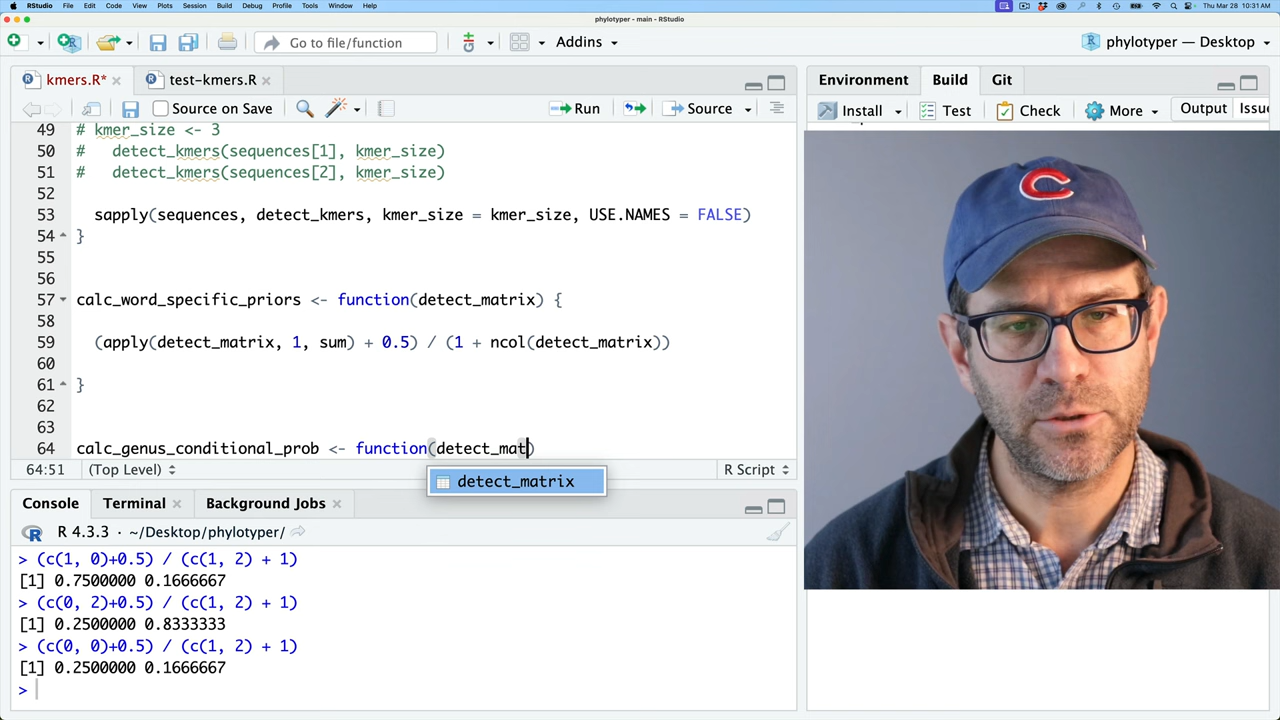 RStudio File Edit Code View Plots Session Build Debug Profile Tools Window Help Thu Mar 28 10:31 AM
phylotyper - main - RStudio
Go to file/function Addins phylotyper — Desktop
kmers.R* test-kmers.R
Environment Build Git
Source on Save Run Source
Install Test Check More Output Issue
49 # kmer_size <- 3
50 #   detect_kmers(sequences[1], kmer_size)
51 #   detect_kmers(sequences[2], kmer_size)
52
53   sapply(sequences, detect_kmers, kmer_size = kmer_size, USE.NAMES = FALSE)
54 }
55
56
57 calc_word_specific_priors <- function(detect_matrix) {
58
59   (apply(detect_matrix, 1, sum) + 0.5) / (1 + ncol(detect_matrix))
60
61 }
62
63
64 calc_genus_conditional_prob <- function(detect_mat)
64:51 (Top Level) R Script
detect_matrix
Console Terminal Background Jobs
R 4.3.3 · ~/Desktop/phylotyper/
> (c(1, 0)+0.5) / (c(1, 2) + 1)
[1] 0.7500000 0.1666667
> (c(0, 2)+0.5) / (c(1, 2) + 1)
[1] 0.2500000 0.8333333
> (c(0, 0)+0.5) / (c(1, 2) + 1)
[1] 0.2500000 0.1666667
>